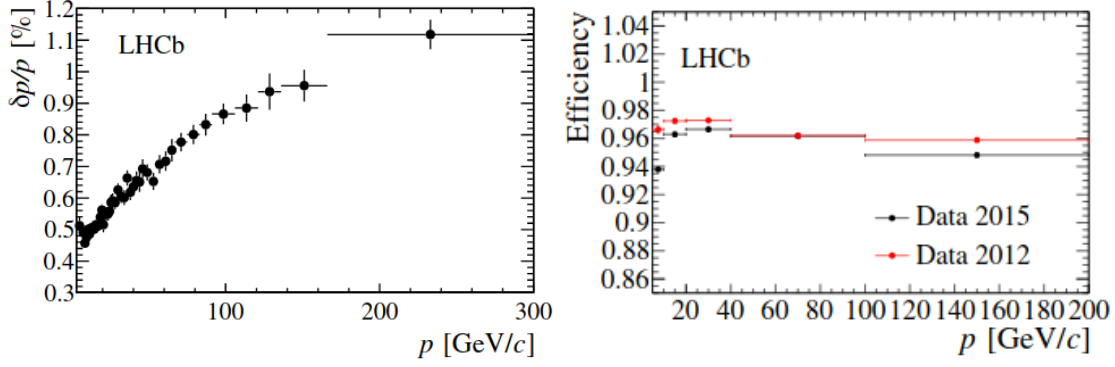 δp/p [%]
1.2
1.1
1
0.9
0.8
0.7
0.6
0.5
0.4
0.3
LHCb
100
200
300
p [GeV/c]
Efficiency
1.04
1.02
1
0.98
0.96
0.94
0.92
0.9
0.88
0.86
LHCb
Data 2015
Data 2012
20 40 60 80 100 120 140 160 180 200
p [GeV/c]